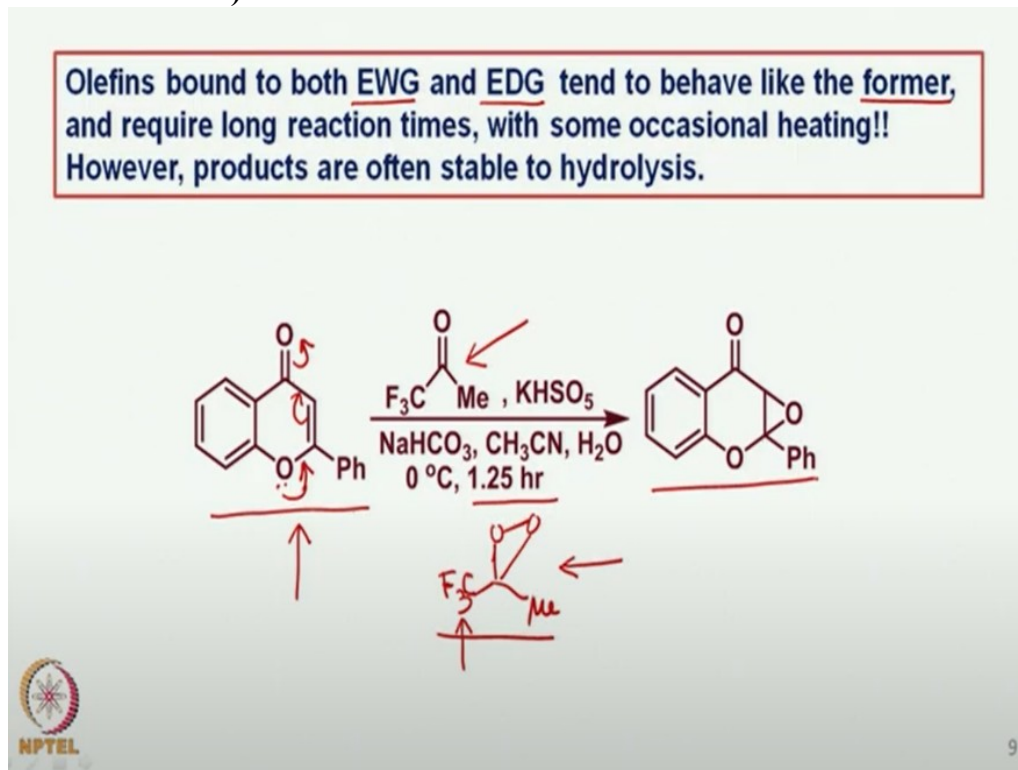 Olefins bound to both EWG and EDG tend to behave like the former,
and require long reaction times, with some occasional heating!!
However, products are often stable to hydrolysis.
O
O
Ph
O
F₃C Me , KHSO₅
NaHCO₃, CH₃CN, H₂O
0 ºC, 1.25 hr
O
O
O
Ph
O O
F₃C
Me
NPTEL
9